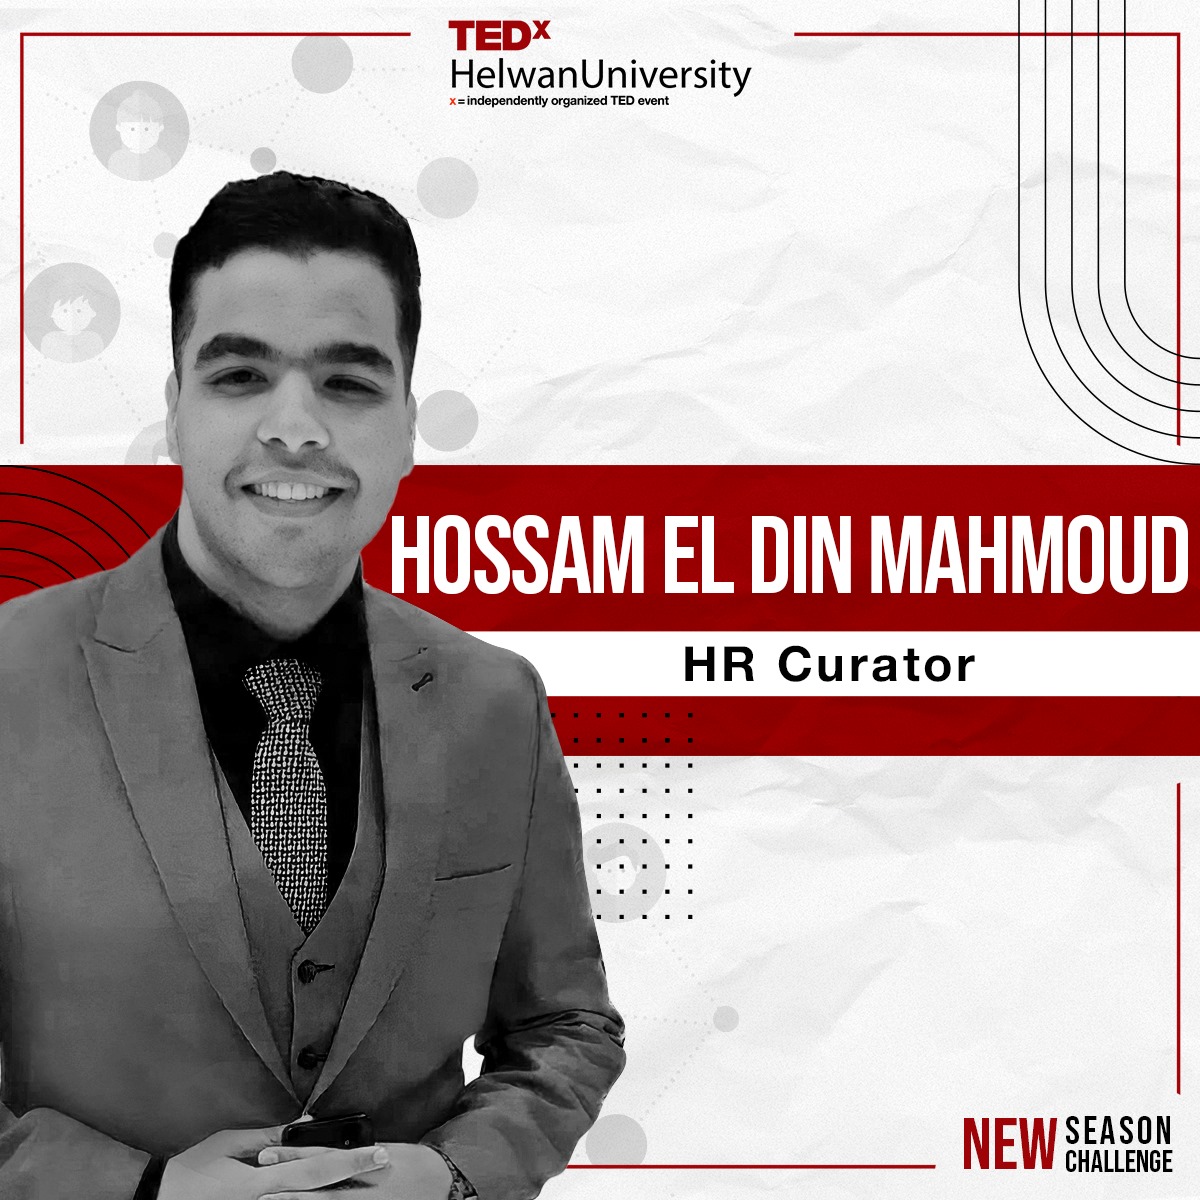 TEDx
HelwanUniversity
x = independently organized TED event
HOSSAM EL DIN MAHMOUD
HR Curator
NEW SEASON
CHALLENGE